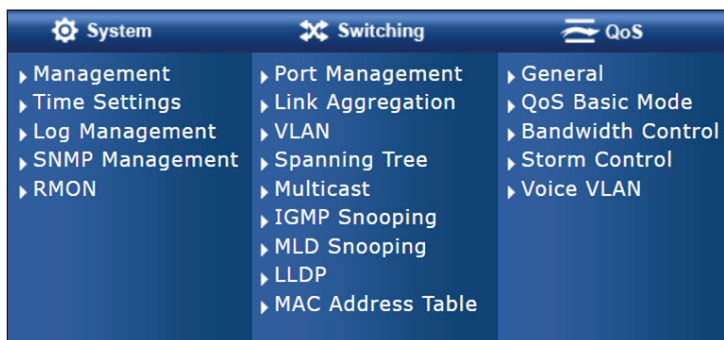 System
Management
Time Settings
Log Management
SNMP Management
RMON
Switching
Port Management
Link Aggregation
VLAN
Spanning Tree
Multicast
IGMP Snooping
MLD Snooping
LLDP
MAC Address Table
QoS
General
QoS Basic Mode
Bandwidth Control
Storm Control
Voice VLAN